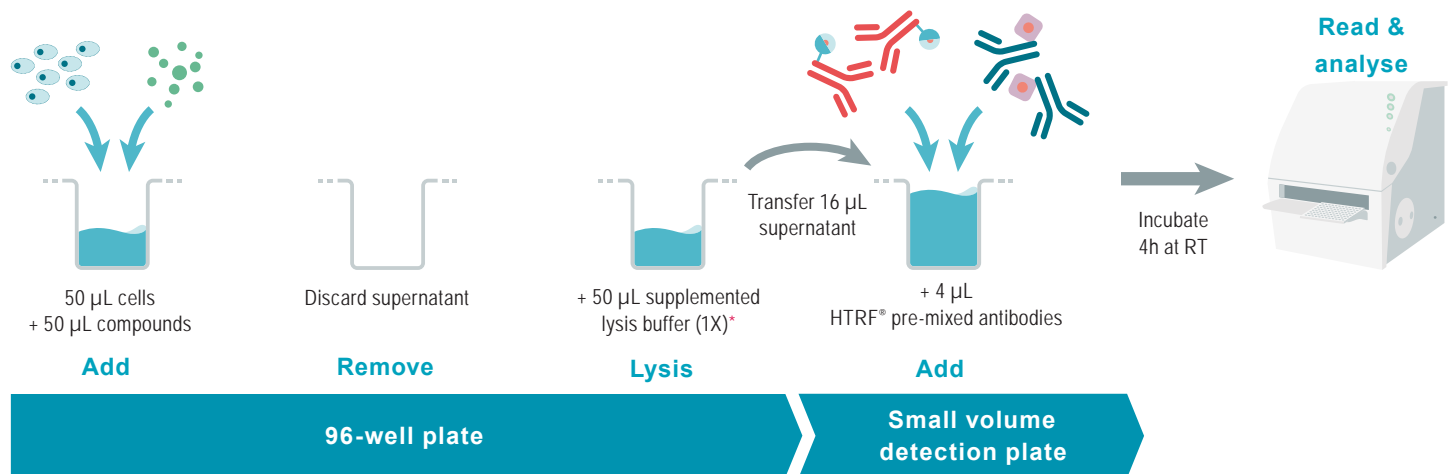 50 µL cells
+ 50 µL compounds
Add
Discard supernatant
Remove
+ 50 µL supplemented
lysis buffer (1X)*
Lysis
Transfer 16 µL
supernatant
+ 4 µL
HTRF® pre-mixed antibodies
Add
Incubate
4h at RT
Read &
analyse
96-well plate
Small volume
detection plate